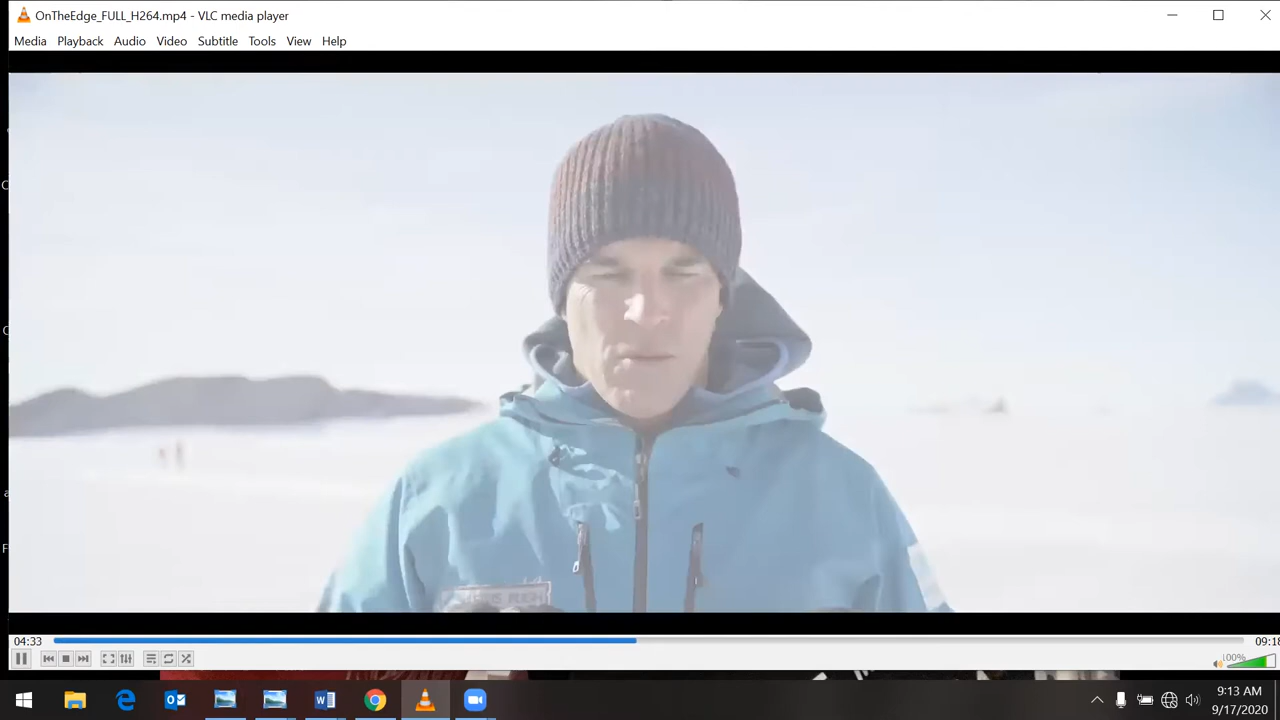 OnTheEdge_FULL_H264.mp4 - VLC media player
Media Playback Audio Video Subtitle Tools View Help
04:33
09:18
100%
9:13 AM
9/17/2020